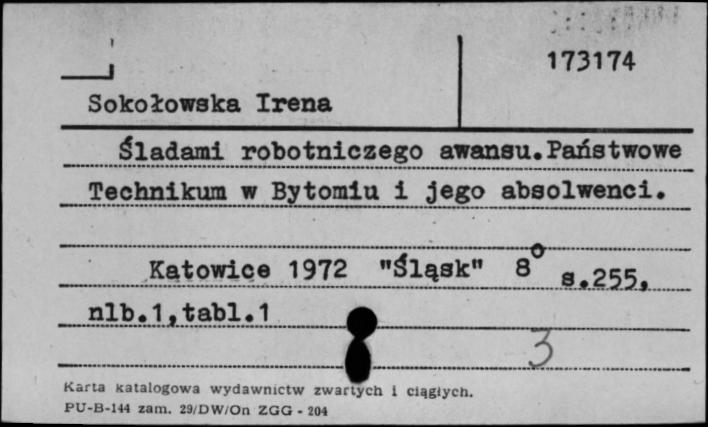 173174
Sokołowska Irena
Śladami robotniczego awansu.Państwowe
Technikum w Bytomiu i jego absolwenci.
Katowice 1972 "Śląsk" 8° s.255,
nlb.1,tabl.1
3
Karta katalogowa wydawnictw zwartych i ciągłych.
PU-B-144 zam. 29/DW/On ZGG - 204